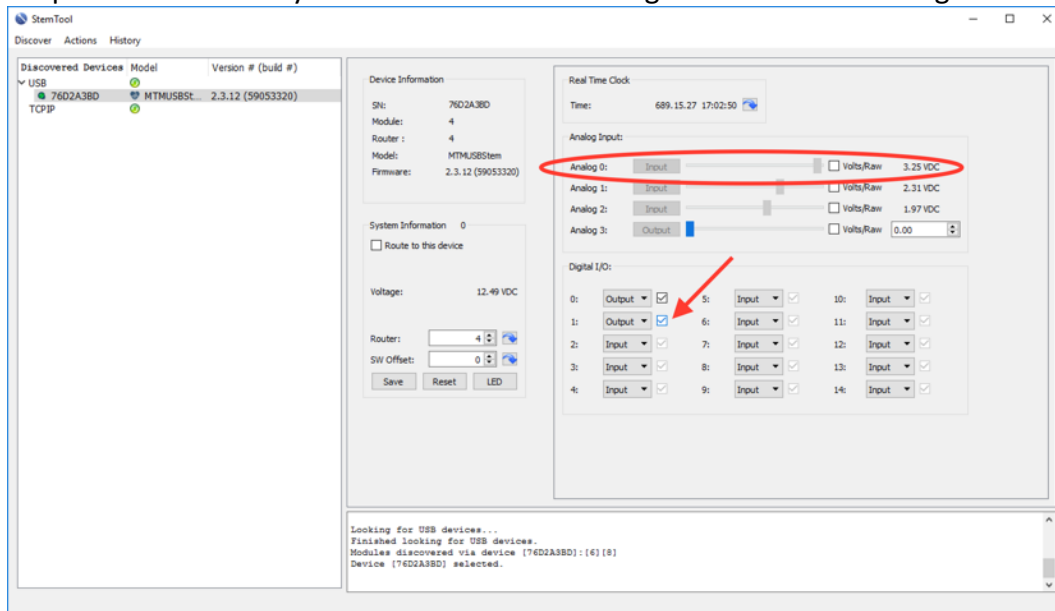 StemTool
Discover Actions History
Discovered Devices Model Version # (build #)
USB
76D2A3BD MTMUSBSt... 2.3.12 (59053320)
TCPIP
Device Information
SN: 76D2A3BD
Module: 4
Router : 4
Model: MTMUSBStem
Firmware: 2.3.12 (59053320)
System Information 0
Route to this device
Voltage: 12.49 VDC
Router: 4
SW Offset: 0
Save Reset LED
Real Time Clock
Time: 689.15.27 17:02:50
Analog Input:
Analog 0: Input Volts/Raw 3.25 VDC
Analog 1: Input Volts/Raw 2.31 VDC
Analog 2: Input Volts/Raw 1.97 VDC
Analog 3: Output Volts/Raw 0.00
Digital I/O:
0: Output 5: Input 10: Input
1: Output 6: Input 11: Input
2: Input 7: Input 12: Input
3: Input 8: Input 13: Input
4: Input 9: Input 14: Input
Looking for USB devices...
Finished looking for USB devices.
Modules discovered via device [76D2A3BD]:[6][8]
Device [76D2A3BD] selected.